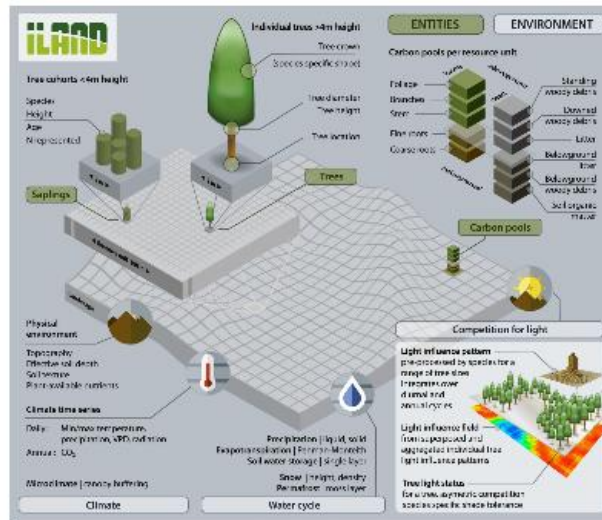 iLAND
Individual trees >4m height
ENTITIES
ENVIRONMENT
Tree crown
(species specific shape)
Carbon pools per resource unit
Tree cohorts <4m height
Species
Height
Age
N represented
Tree diameter
Tree height
Tree location
Foliage
Branches
Stem
Fine roots
Coarse roots
Standing
woody debris
Downed
woody debris
Litter
Belowground
litter
Belowground
woody debris
Soil organic
matter
Saplings
Trees
Carbon pools
Landscape
Physical
environment
Topography
Effective soil depth
Soil texture
Plant-available nutrients
Climate time series
Daily: Min/max temperature,
precipitation, VPD, radiation
Annual: CO2
Microclimate | canopy buffering
Climate
Precipitation | liquid, solid
Evapotranspiration | Penman-Monteith
Soil water storage | single layer
Snow | height, density
Permafrost | moss layer
Water cycle
Competition for light
Light influence pattern
pre-processed by species for a
range of tree sizes
integrates over
diurnal and
annual cycles
Light influence field
from superposed and
aggregated individual tree
light influence patterns
Tree light status
for a tree, asymetric competition
species specific shade-tolerance